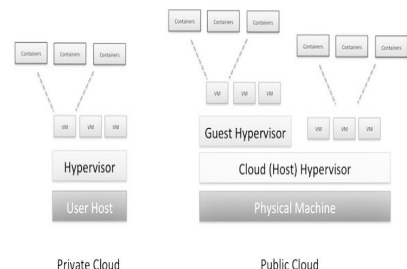 Containers Containers Containers
VM VM VM
Hypervisor
User Host
Private Cloud
Containers Containers Containers
VM VM VM
Guest Hypervisor
Containers Containers Containers
VM VM VM
Cloud (Host) Hypervisor
Physical Machine
Public Cloud